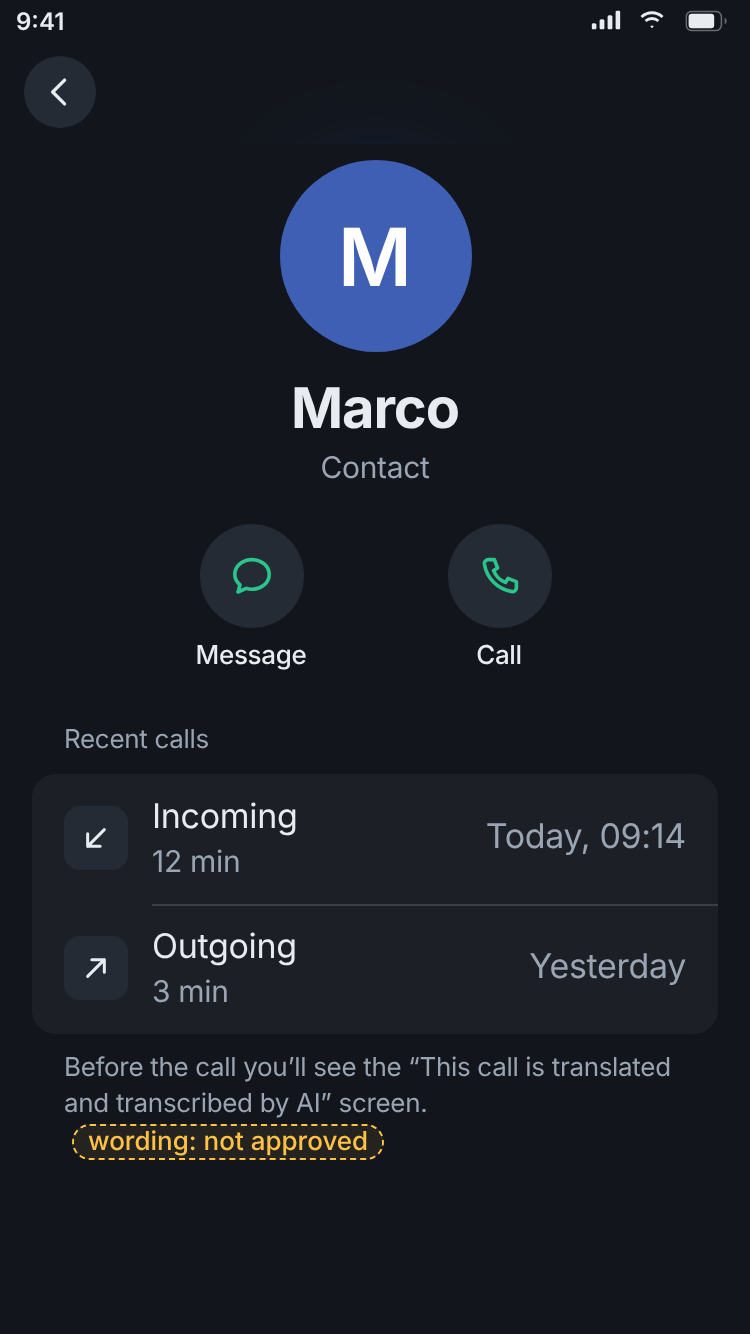 9:41
M
Marco
Contact
Message
Call
Recent calls
Incoming
12 min
Today, 09:14
Outgoing
3 min
Yesterday
Before the call you’ll see the “This call is translated
and transcribed by AI” screen.
wording: not approved